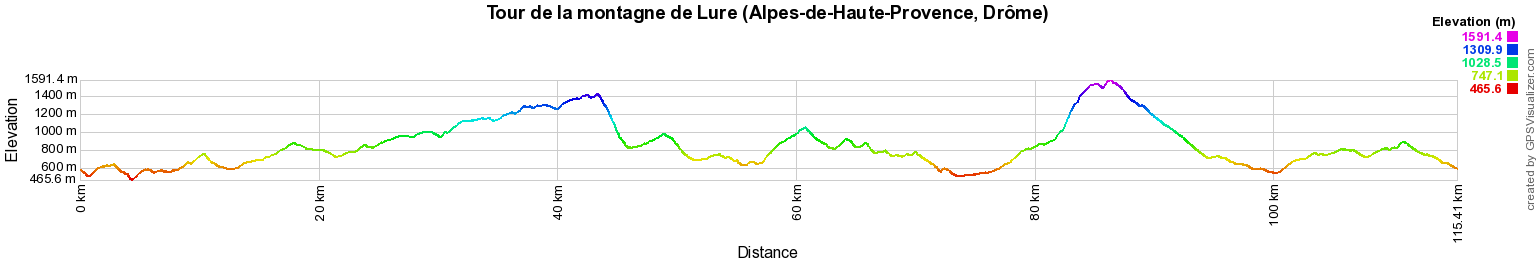 Tour de la montagne de Lure (Alpes-de-Haute-Provence, Drôme)
Elevation (m)
1591.4
1309.9
1028.5
747.1
465.6
1591.4 m
1400 m
1200 m
1000 m
800 m
600 m
465.6 m
Elevation
0 km
20 km
40 km
60 km
80 km
100 km
115.41 km
Distance
created by GPSVisualizer.com